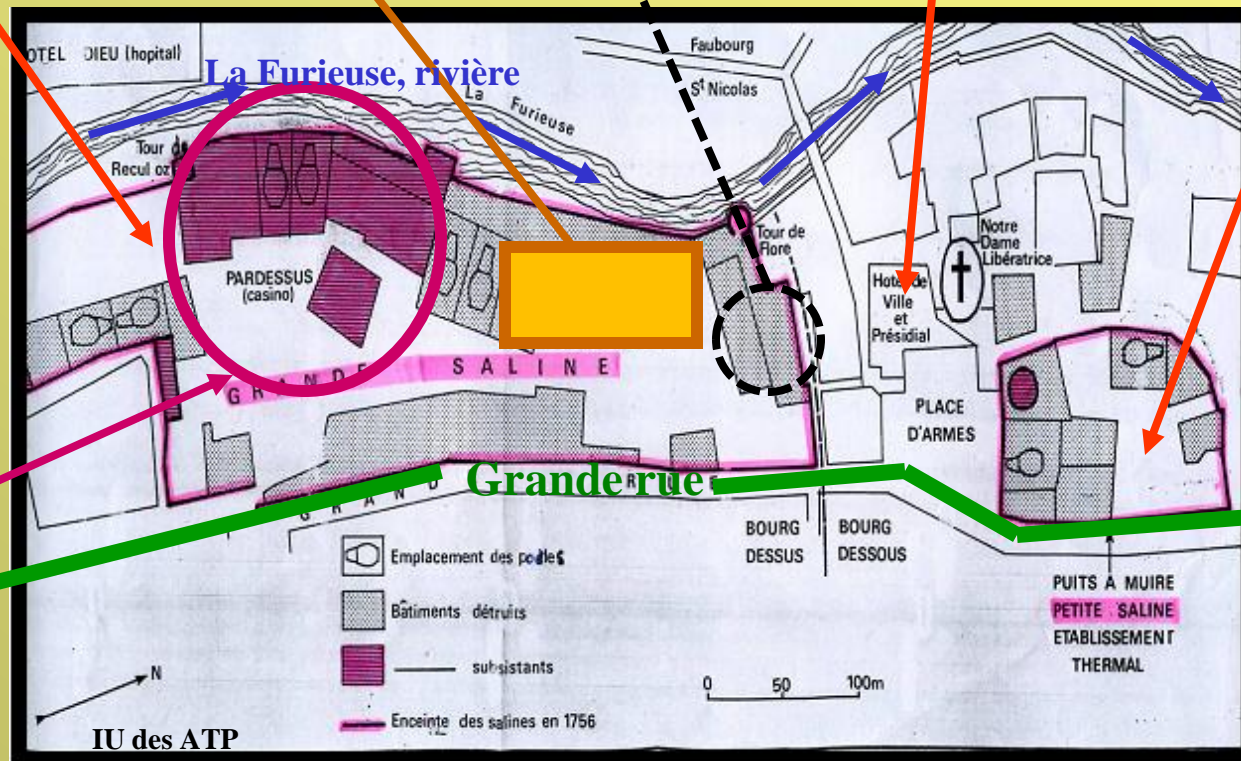 OTEL DIEU (hopital)
La Furieuse, rivière
La Furieuse
Faubourg
St Nicolas
Tour de
Recul oz
PARDESSUS
(casino)
Tour de
Flore
Hotel de
Ville
et
Présidial
Notre
Dame
Libératrice
GRANDE SALINE
PLACE
D'ARMES
Grande rue
GRAND RUE
BOURG
DESSUS
BOURG
DESSOUS
PUITS A MUIRE
PETITE SALINE
ETABLISSEMENT
THERMAL
Emplacement des poêles
Bâtiments détruits
subsistants
Enceinte des salines en 1756
0 50 100m
N
IU des ATP